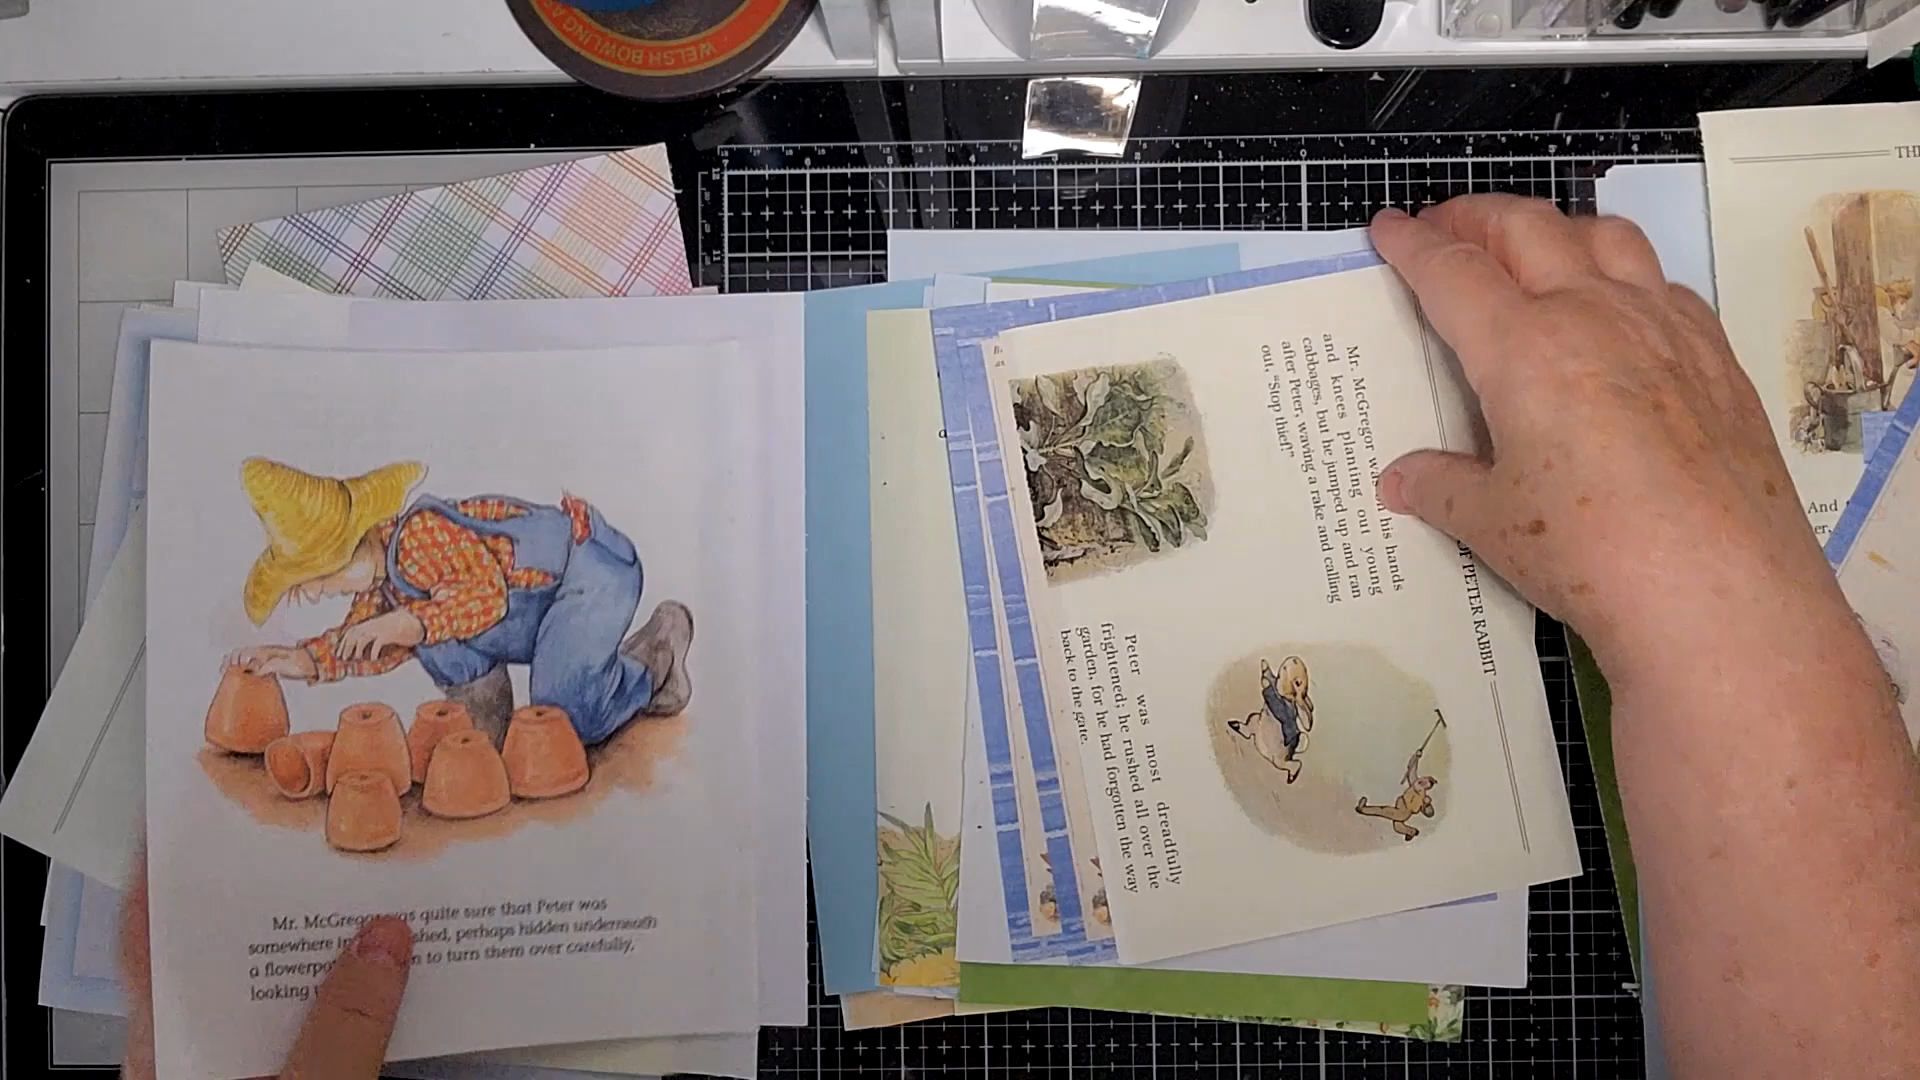 WELSH BOWLING
Mr. McGregor was quite sure that Peter was
somewhere in shed, perhaps hidden underneath
a flowerpot to turn them over carefully,
looking
OF PETER RABBIT
Mr. McGregor was on his hands
and knees planting out young
cabbages, but he jumped up and ran
after Peter, waving a rake and calling
out, "Stop thief!"
Peter was most dreadfully
frightened; he rushed all over the
garden, for he had forgotten the way
back to the gate.
And